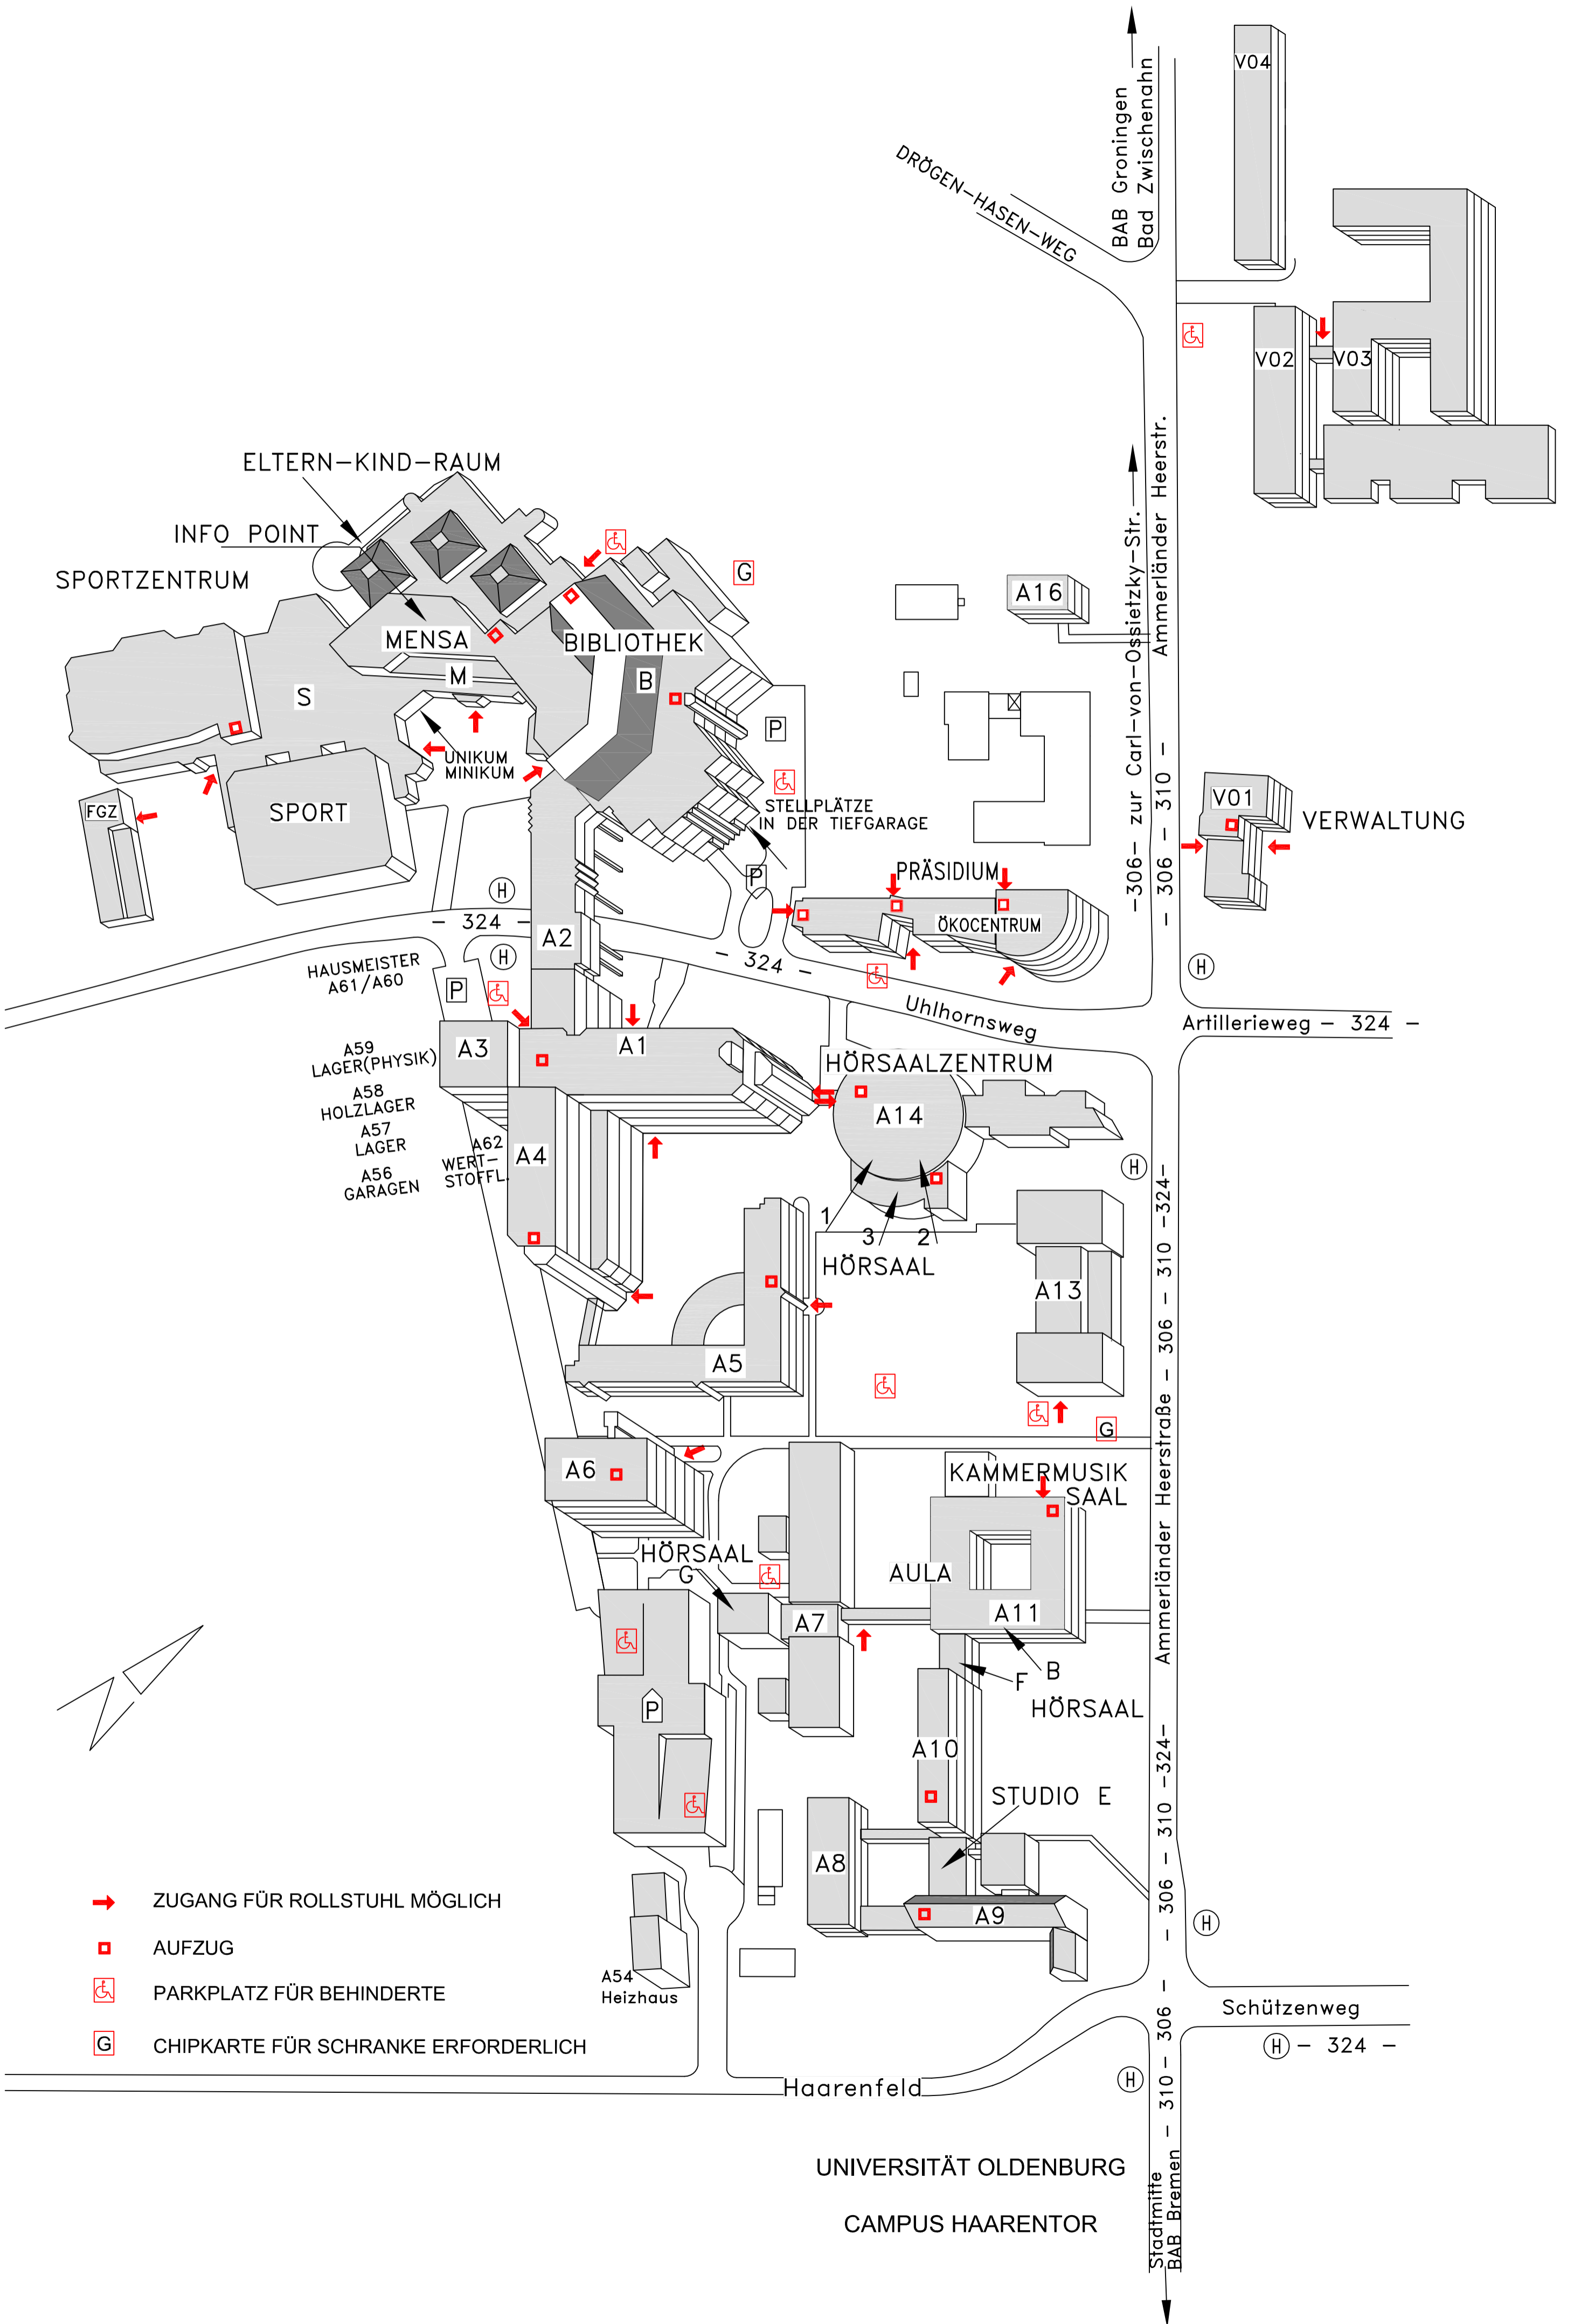 V04
BAB Groningen
Bad Zwischenahn
DRÖGEN-HASEN-WEG
V02
V03
-306- zur Carl-von-Ossietzky-Str.
Ammerländer Heerstr.
- 306 - 310 -
ELTERN-KIND-RAUM
INFO POINT
SPORTZENTRUM
G
A16
MENSA
M
BIBLIOTHEK
B
S
P
UNIKUM
MINIKUM
SPORT
FGZ
STELLPLÄTZE
IN DER TIEFGARAGE
V01
VERWALTUNG
P
PRÄSIDIUM
ÖKOCENTRUM
H
- 324 -
A2
H
- 324 -
H
HAUSMEISTER
A61/A60
P
Uhlhornsweg
Artillerieweg - 324 -
A3
A1
A59
LAGER(PHYSIK)
A58
HOLZLAGER
A57
LAGER
A56
GARAGEN
A62
WERT-
STOFFL.
A4
HÖRSAALZENTRUM
A14
H
1
3
2
HÖRSAAL
A13
A5
G
Ammerländer Heerstraße - 306 - 310 -324-
A6
KAMMERMUSIK
SAAL
HÖRSAAL
G
AULA
A7
A11
B
F
HÖRSAAL
P
A10
STUDIO E
A8
A9
- 306 - 310 -324-
H
A54
Heizhaus
Schützenweg
H - 324 -
H
Haarenfeld
- 310- 306 -
Stadtmitte
BAB Bremen
ZUGANG FÜR ROLLSTUHL MÖGLICH
AUFZUG
PARKPLATZ FÜR BEHINDERTE
G CHIPKARTE FÜR SCHRANKE ERFORDERLICH
UNIVERSITÄT OLDENBURG
CAMPUS HAARENTOR